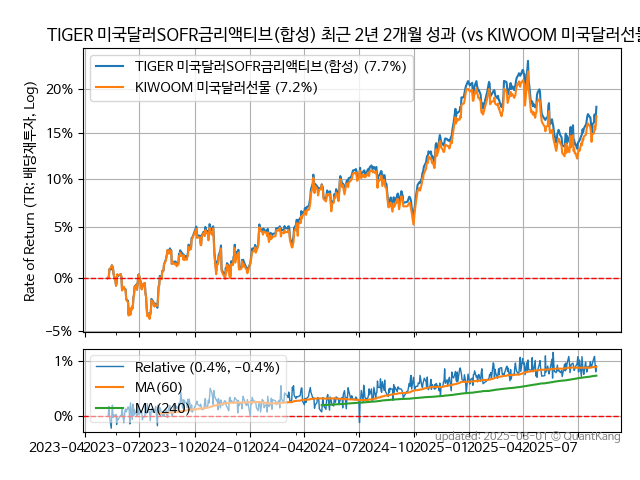 TIGER 미국달러SOFR금리액티브(합성) 최근 2년 2개월 성과 (vs KIWOOM 미국달러선물
TIGER 미국달러SOFR금리액티브(합성) (7.7%)
KIWOOM 미국달러선물 (7.2%)
Rate of Return (TR: 배당재투자, Log)
20%
15%
10%
5%
0%
−5%
Relative (0.4%, −0.4%)
MA(60)
MA(240)
1%
0%
2023-04 2023-07 2023-10 2024-01 2024-04 2024-07 2024-10 2025-01 2025-04 2025-07
updated: 2025-08-01 © QuantKang